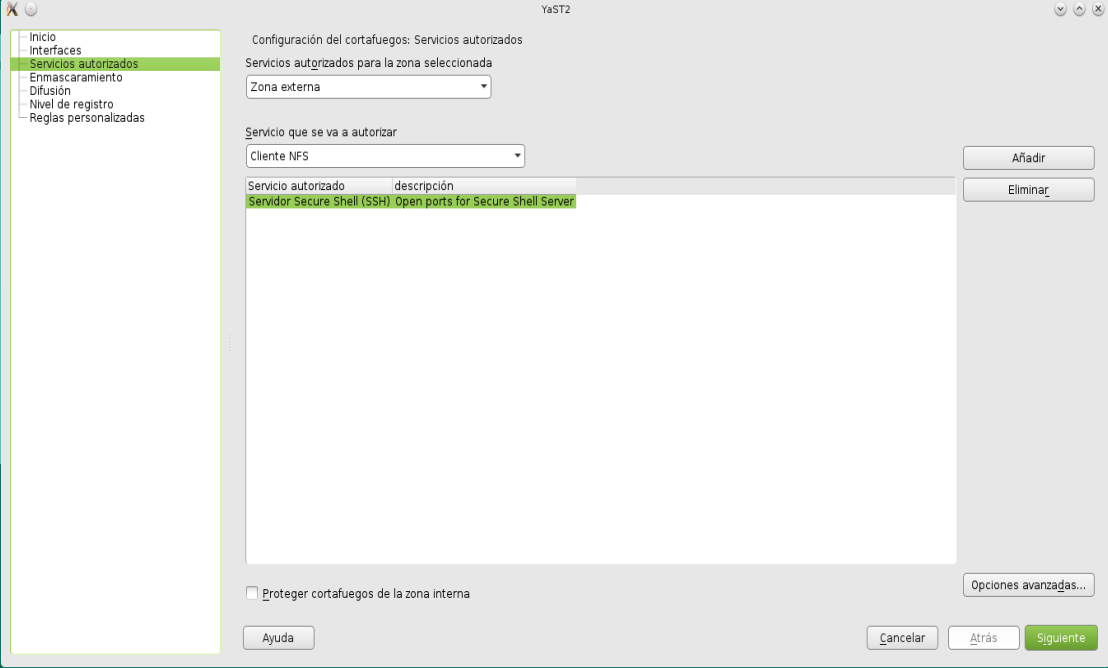 YaST2
Inicio
Interfaces
Servicios autorizados
Enmascaramiento
Difusión
Nivel de registro
Reglas personalizadas
Configuración del cortafuegos: Servicios autorizados
Servicios autorizados para la zona seleccionada
Zona externa
Servicio que se va a autorizar
Cliente NFS
Añadir
Eliminar
Servicio autorizado descripción
Servidor Secure Shell (SSH) Open ports for Secure Shell Server
Opciones avanzadas...
Proteger cortafuegos de la zona interna
Ayuda Cancelar Atrás Siguiente